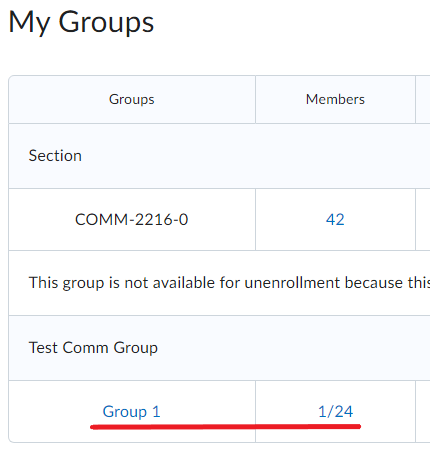 My Groups
Groups Members
Section
COMM-2216-0 42
This group is not available for unenrollment because this
Test Comm Group
Group 1 1/24